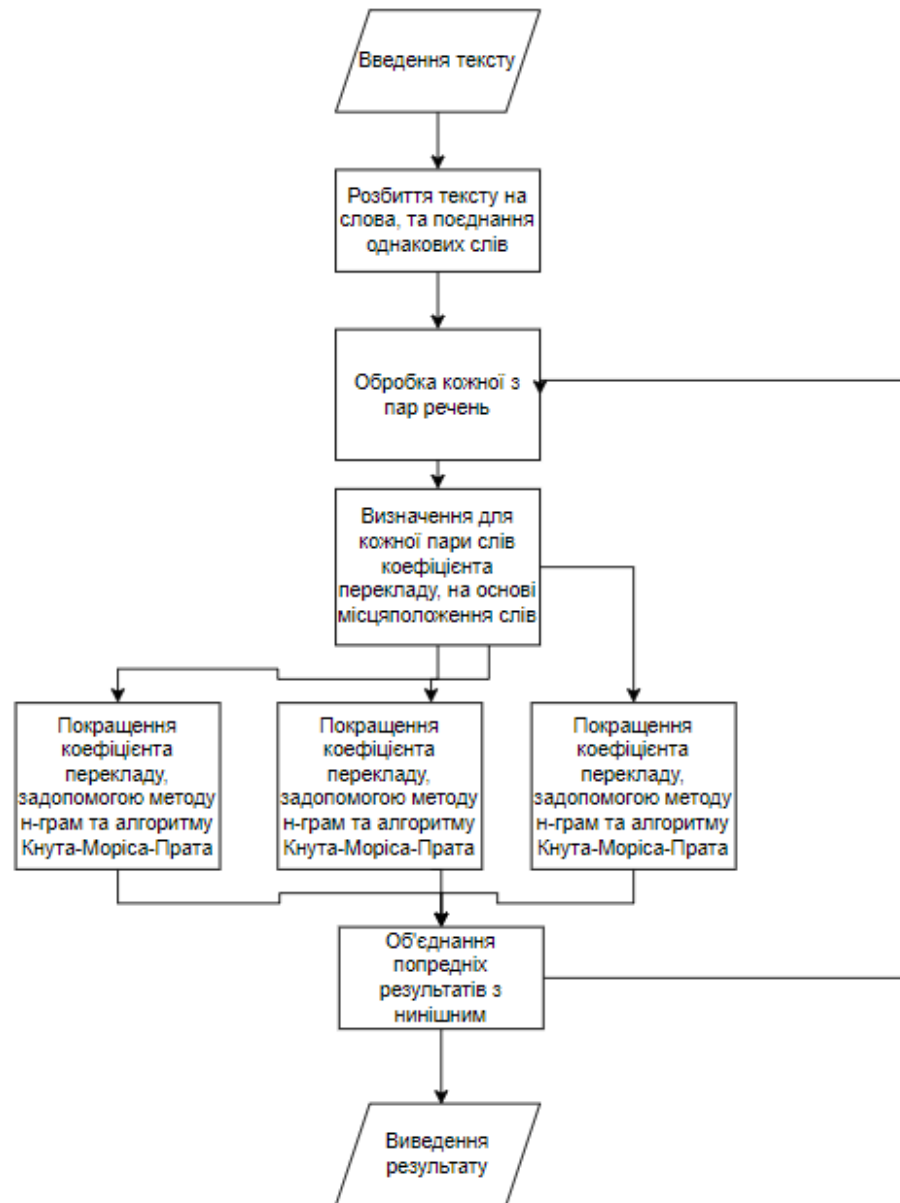 Введення тексту
Розбиття тексту на
слова, та поєднання
однакових слів
Обробка кожної з
пар речень
Визначення для
кожної пари слів
коефіцієнта
перекладу, на основі
місцяположення слів
Покращення
коефіцієнта
перекладу,
задопомогою методу
н-грам та алгоритму
Кнута-Моріса-Прата
Покращення
коефіцієнта
перекладу,
задопомогою методу
н-грам та алгоритму
Кнута-Моріса-Прата
Покращення
коефіцієнта
перекладу,
задопомогою методу
н-грам та алгоритму
Кнута-Моріса-Прата
Об'єднання
попредніх
результатів з
нинішним
Виведення
результату